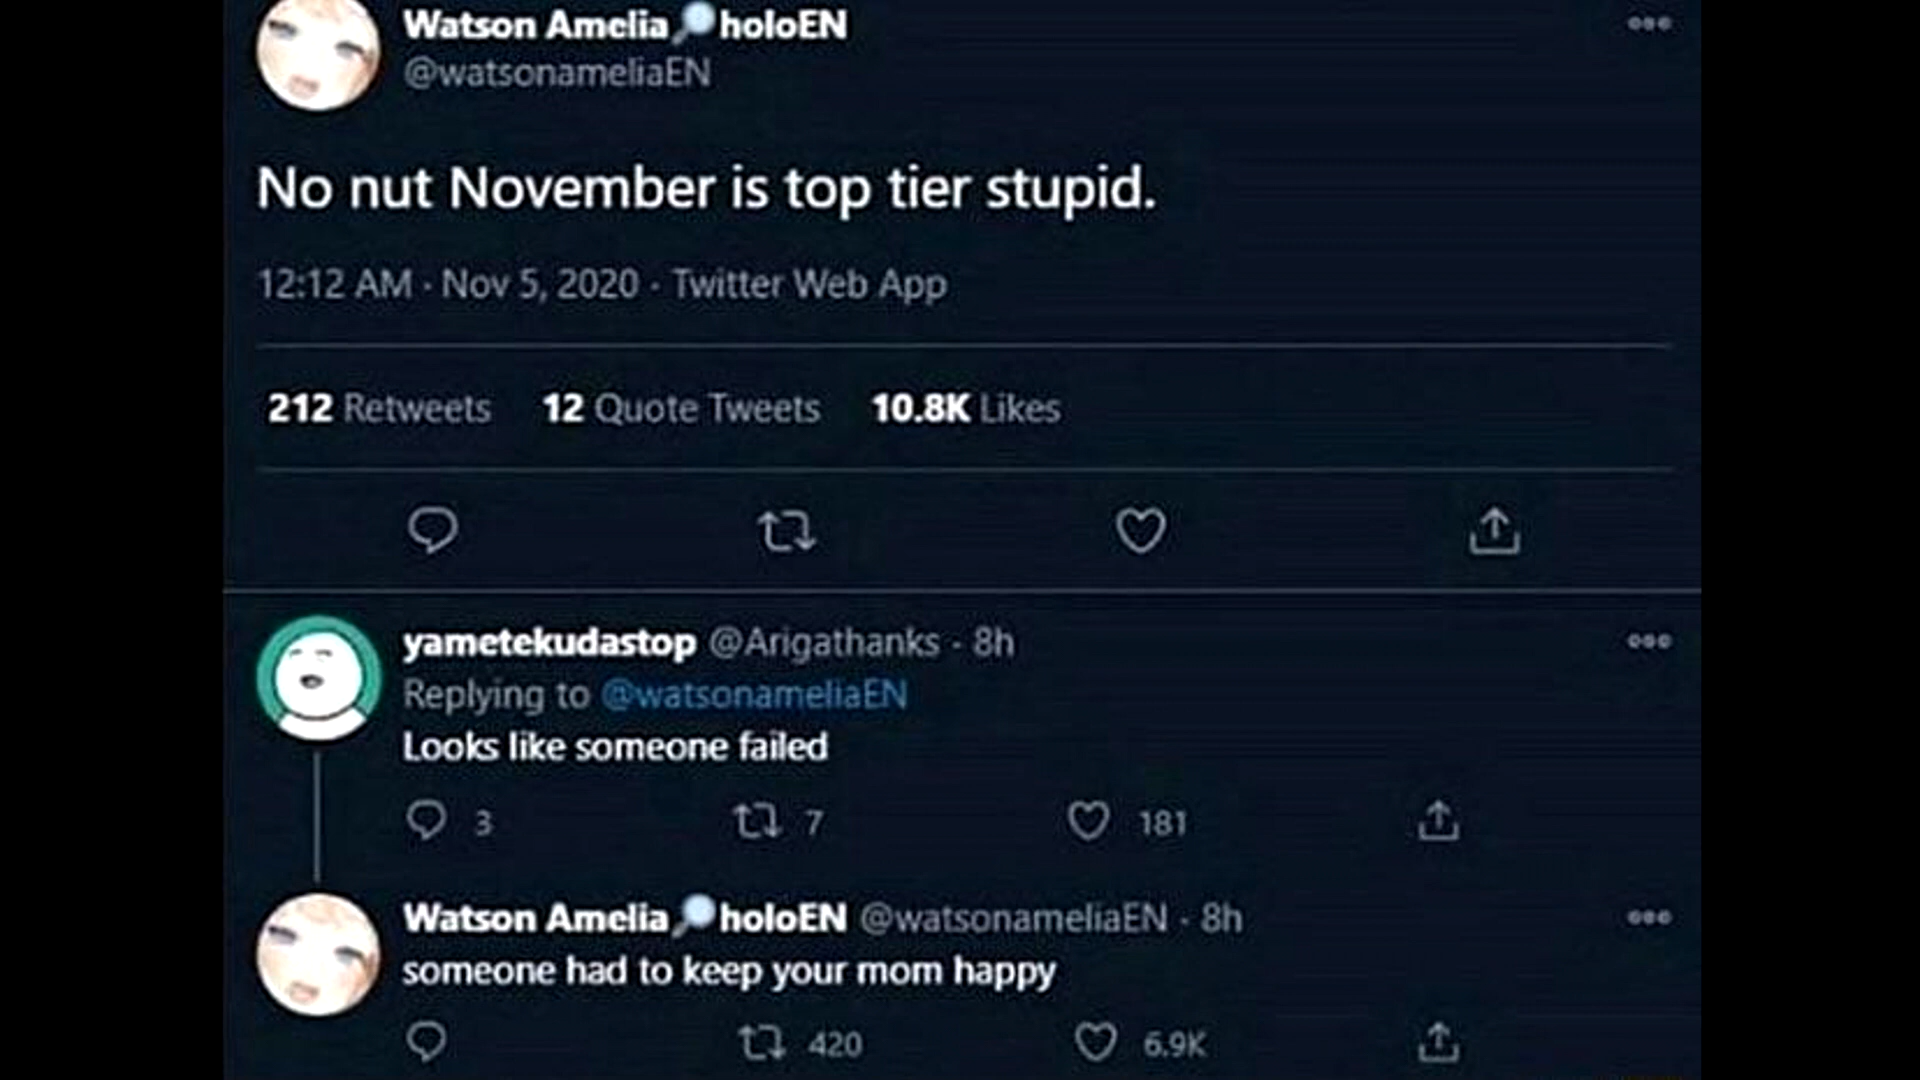 Watson Amelia🔎holoEN
@watsonameliaEN
No nut November is top tier stupid.
12:12 AM · Nov 5, 2020 · Twitter Web App
212 Retweets 12 Quote Tweets 10.8K Likes
yametekudastop @Arigathanks · 8h
Replying to @watsonameliaEN
Looks like someone failed
3 7 181
Watson Amelia🔎holoEN @watsonameliaEN · 8h
someone had to keep your mom happy
420 6.9K